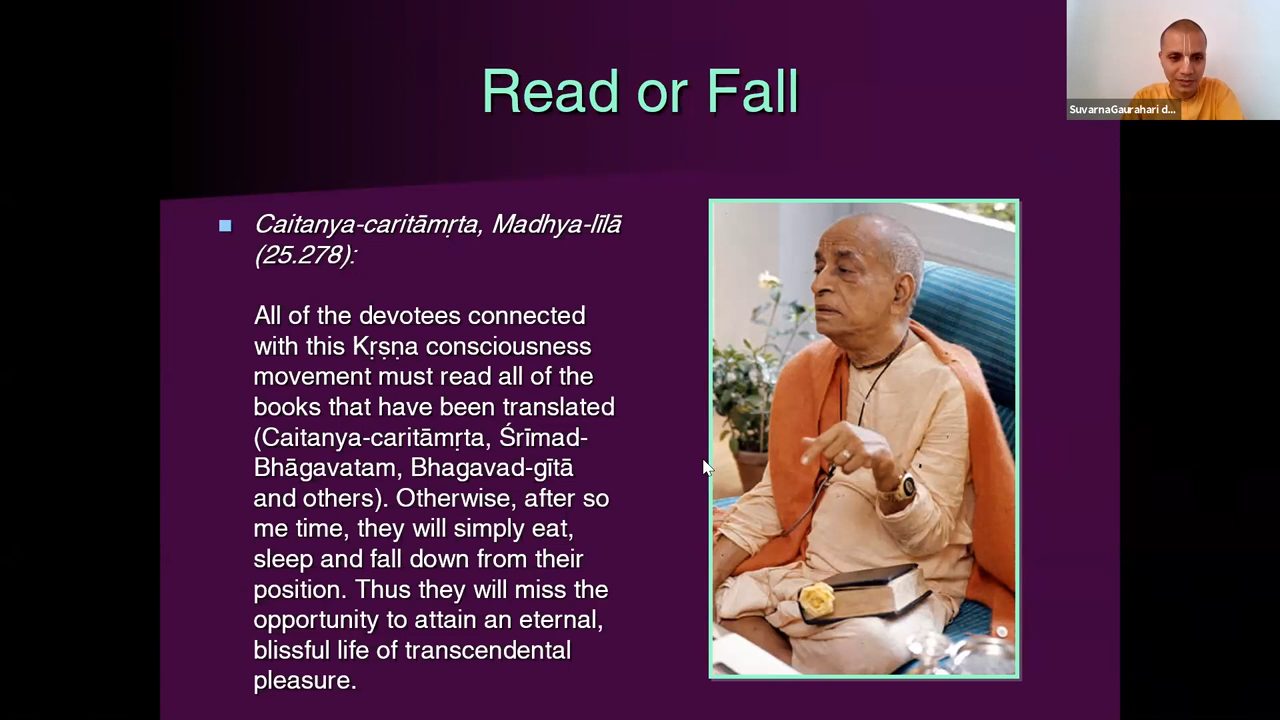 Read or Fall
SuvarnaGaurahari d...
Caitanya-caritāmṛta, Madhya-līlā
(25.278):
All of the devotees connected
with this Kṛṣṇa consciousness
movement must read all of the
books that have been translated
(Caitanya-caritāmṛta, Śrīmad-
Bhāgavatam, Bhagavad-gītā
and others). Otherwise, after so
me time, they will simply eat,
sleep and fall down from their
position. Thus they will miss the
opportunity to attain an eternal,
blissful life of transcendental
pleasure.